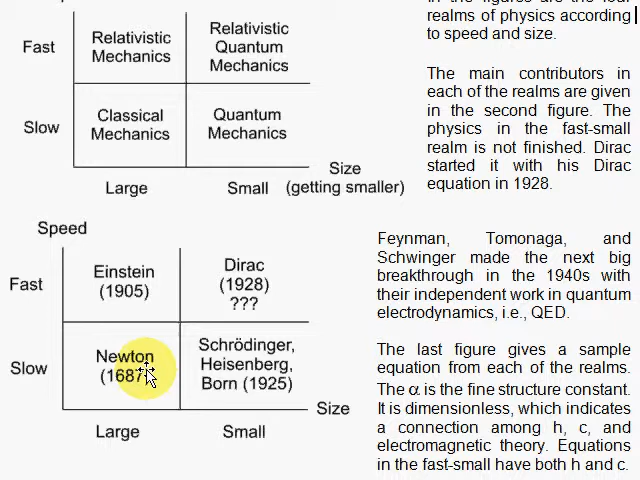 Fast
Relativistic
Mechanics
Relativistic
Quantum
Mechanics
Slow
Classical
Mechanics
Quantum
Mechanics
Size
(getting smaller)
Large
Small
realms of physics according
to speed and size.
The main contributors in
each of the realms are given
in the second figure. The
physics in the fast-small
realm is not finished. Dirac
started it with his Dirac
equation in 1928.
Speed
Fast
Einstein
(1905)
Dirac
(1928)
???
Slow
Newton
(1687)
Schrödinger,
Heisenberg,
Born (1925)
Size
Large
Small
Feynman, Tomonaga, and
Schwinger made the next big
breakthrough in the 1940s with
their independent work in quantum
electrodynamics, i.e., QED.
The last figure gives a sample
equation from each of the realms.
The α is the fine structure constant.
It is dimensionless, which indicates
a connection among h, c, and
electromagnetic theory. Equations
in the fast-small have both h and c.